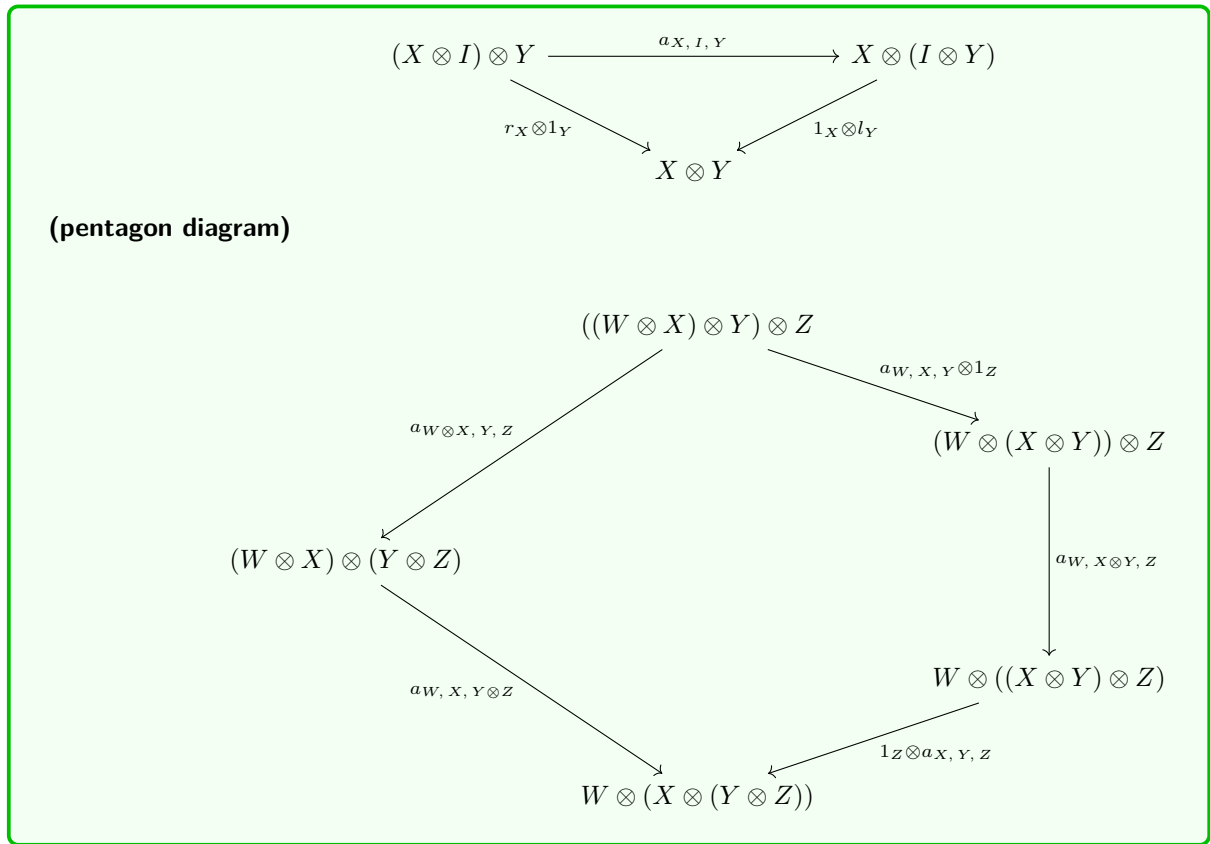 (X ⊗ I) ⊗ Y a_{X, I, Y} X ⊗ (I ⊗ Y)
r_X⊗1_Y 1_X⊗l_Y
X ⊗ Y
(pentagon diagram)
((W ⊗ X) ⊗ Y) ⊗ Z
a_{W, X, Y}⊗1_Z
a_{W⊗X, Y, Z}
(W ⊗ (X ⊗ Y)) ⊗ Z
(W ⊗ X) ⊗ (Y ⊗ Z)
a_{W, X⊗Y, Z}
W ⊗ ((X ⊗ Y) ⊗ Z)
a_{W, X, Y⊗Z}
1_Z⊗a_{X, Y, Z}
W ⊗ (X ⊗ (Y ⊗ Z))